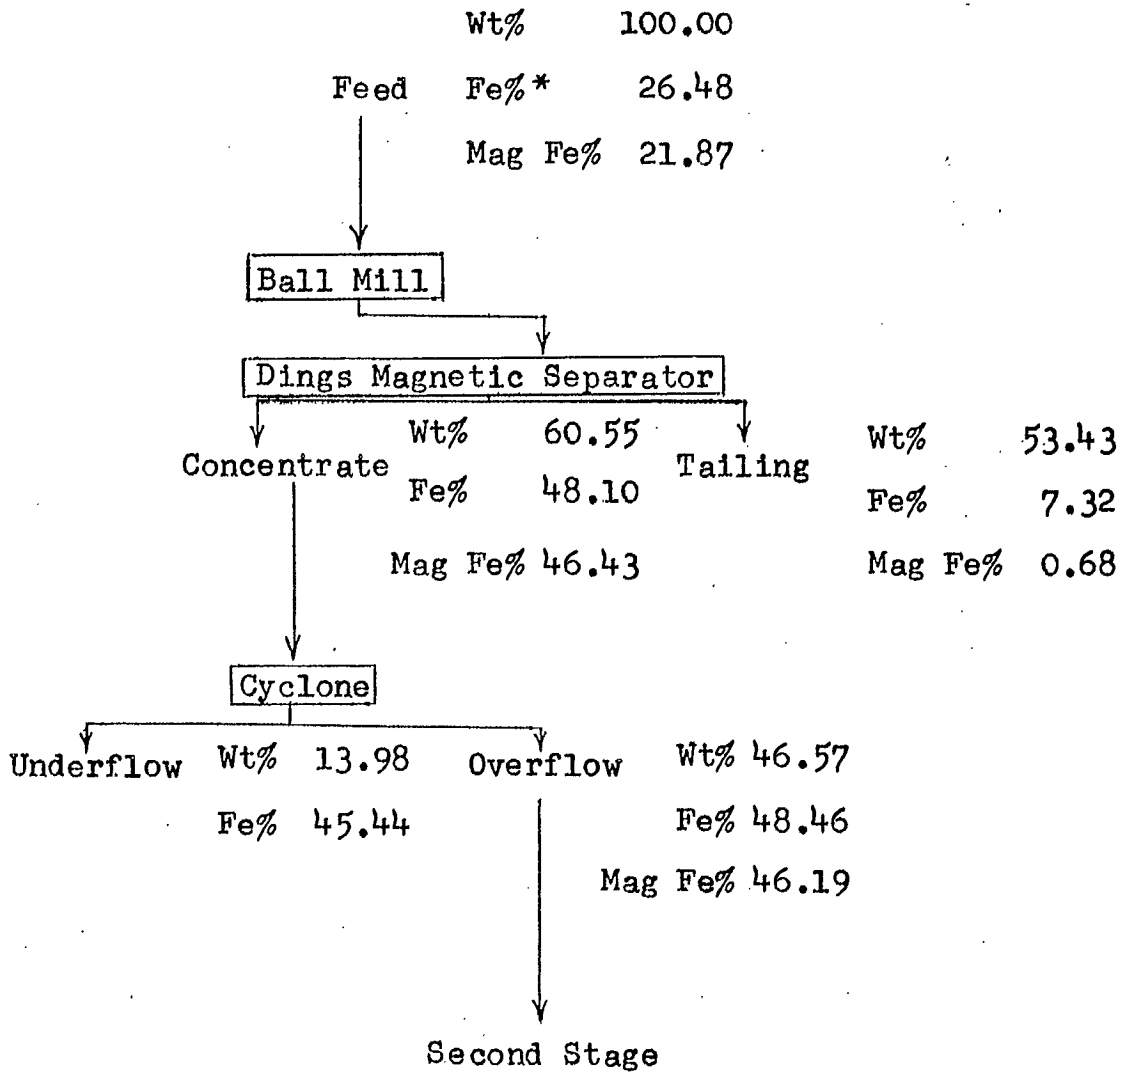 Wt% 100.00
Feed Fe%* 26.48
Mag Fe% 21.87
Ball Mill
Dings Magnetic Separator
Wt% 60.55
Wt% 53.43
Concentrate
Tailing
Fe% 48.10
Fe% 7.32
Mag Fe% 46.43
Mag Fe% 0.68
Cyclone
Underflow Wt% 13.98 Overflow Wt% 46.57
Fe% 45.44
Fe% 48.46
Mag Fe% 46.19
Second Stage